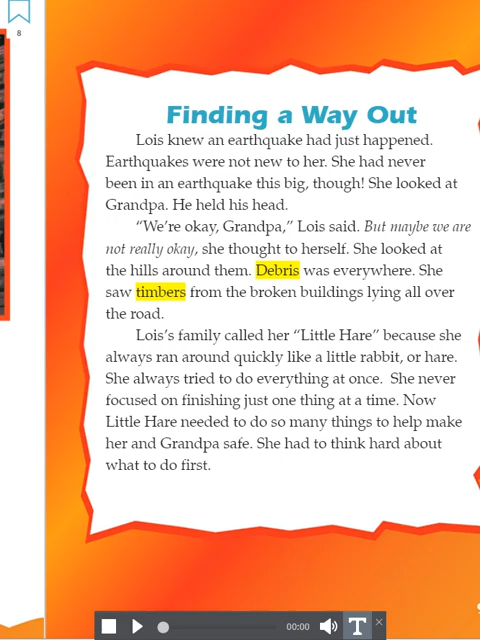 8
Finding a Way Out
Lois knew an earthquake had just happened.
Earthquakes were not new to her. She had never
been in an earthquake this big, though! She looked at
Grandpa. He held his head.
“We’re okay, Grandpa,” Lois said. But maybe we are
not really okay, she thought to herself. She looked at
the hills around them. Debris was everywhere. She
saw timbers from the broken buildings lying all over
the road.
Lois’s family called her “Little Hare” because she
always ran around quickly like a little rabbit, or hare.
She always tried to do everything at once.  She never
focused on finishing just one thing at a time. Now
Little Hare needed to do so many things to help make
her and Grandpa safe. She had to think hard about
what to do first.
00:00
T